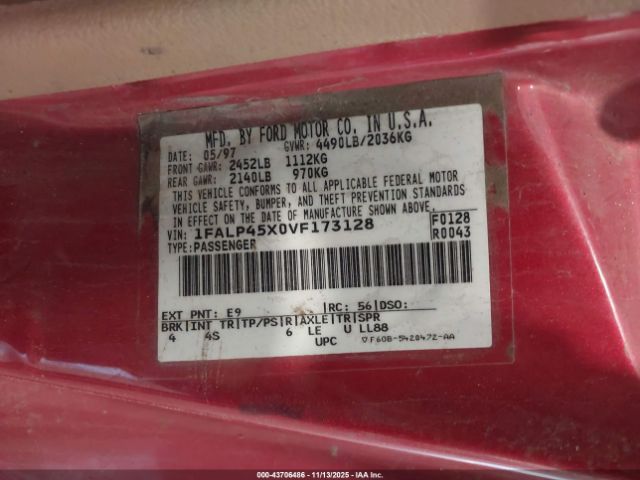 MFD. BY FORD MOTOR CO. IN U.S.A.
DATE: 05/97 GVWR: 4490LB/2036KG
FRONT GAWR: 2452LB 1112KG
REAR GAWR: 2140LB 970KG
THIS VEHICLE CONFORMS TO ALL APPLICABLE FEDERAL MOTOR
VEHICLE SAFETY, BUMPER, AND THEFT PREVENTION STANDARDS
IN EFFECT ON THE DATE OF MANUFACTURE SHOWN ABOVE.
VIN: 1FALP45X0VF173128 F0128
TYPE: PASSENGER R0043
EXT PNT: E9 |RC: 56|DSO:
BRK|INT TR|TP/PS|R|AXLE|TR|SPR
4 4S 6 LE U LL88
UPC ▽F60B-5420472-AA
000-43706486 - 11/13/2025 - IAA Inc.